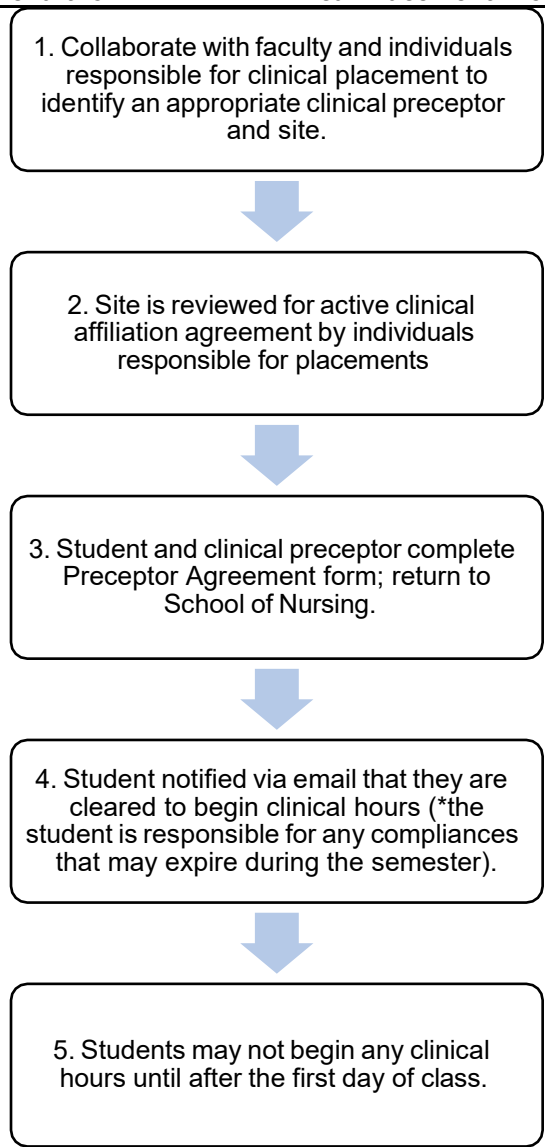 1. Collaborate with faculty and individuals
responsible for clinical placement to
identify an appropriate clinical preceptor
and site.
2. Site is reviewed for active clinical
affiliation agreement by individuals
responsible for placements
3. Student and clinical preceptor complete
Preceptor Agreement form; return to
School of Nursing.
4. Student notified via email that they are
cleared to begin clinical hours (*the
student is responsible for any compliances
that may expire during the semester).
5. Students may not begin any clinical
hours until after the first day of class.